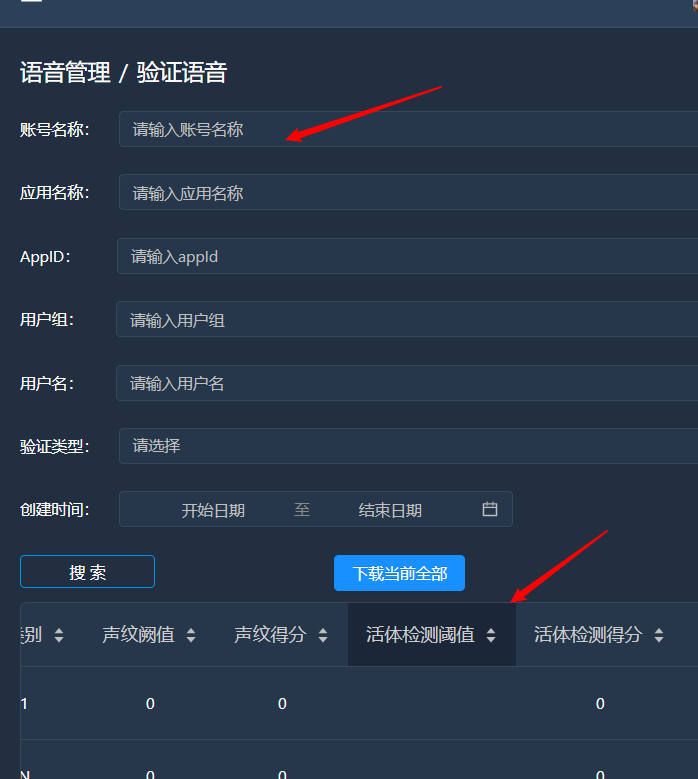 语音管理 / 验证语音
账号名称： 请输入账号名称
应用名称： 请输入应用名称
AppID： 请输入appId
用户组： 请输入用户组
用户名： 请输入用户名
验证类型： 请选择
创建时间： 开始日期 至 结束日期
搜 索 下载当前全部
别 声纹阙值 声纹得分 活体检测阈值 活体检测得分
1 0 0 0
N 0 0 0